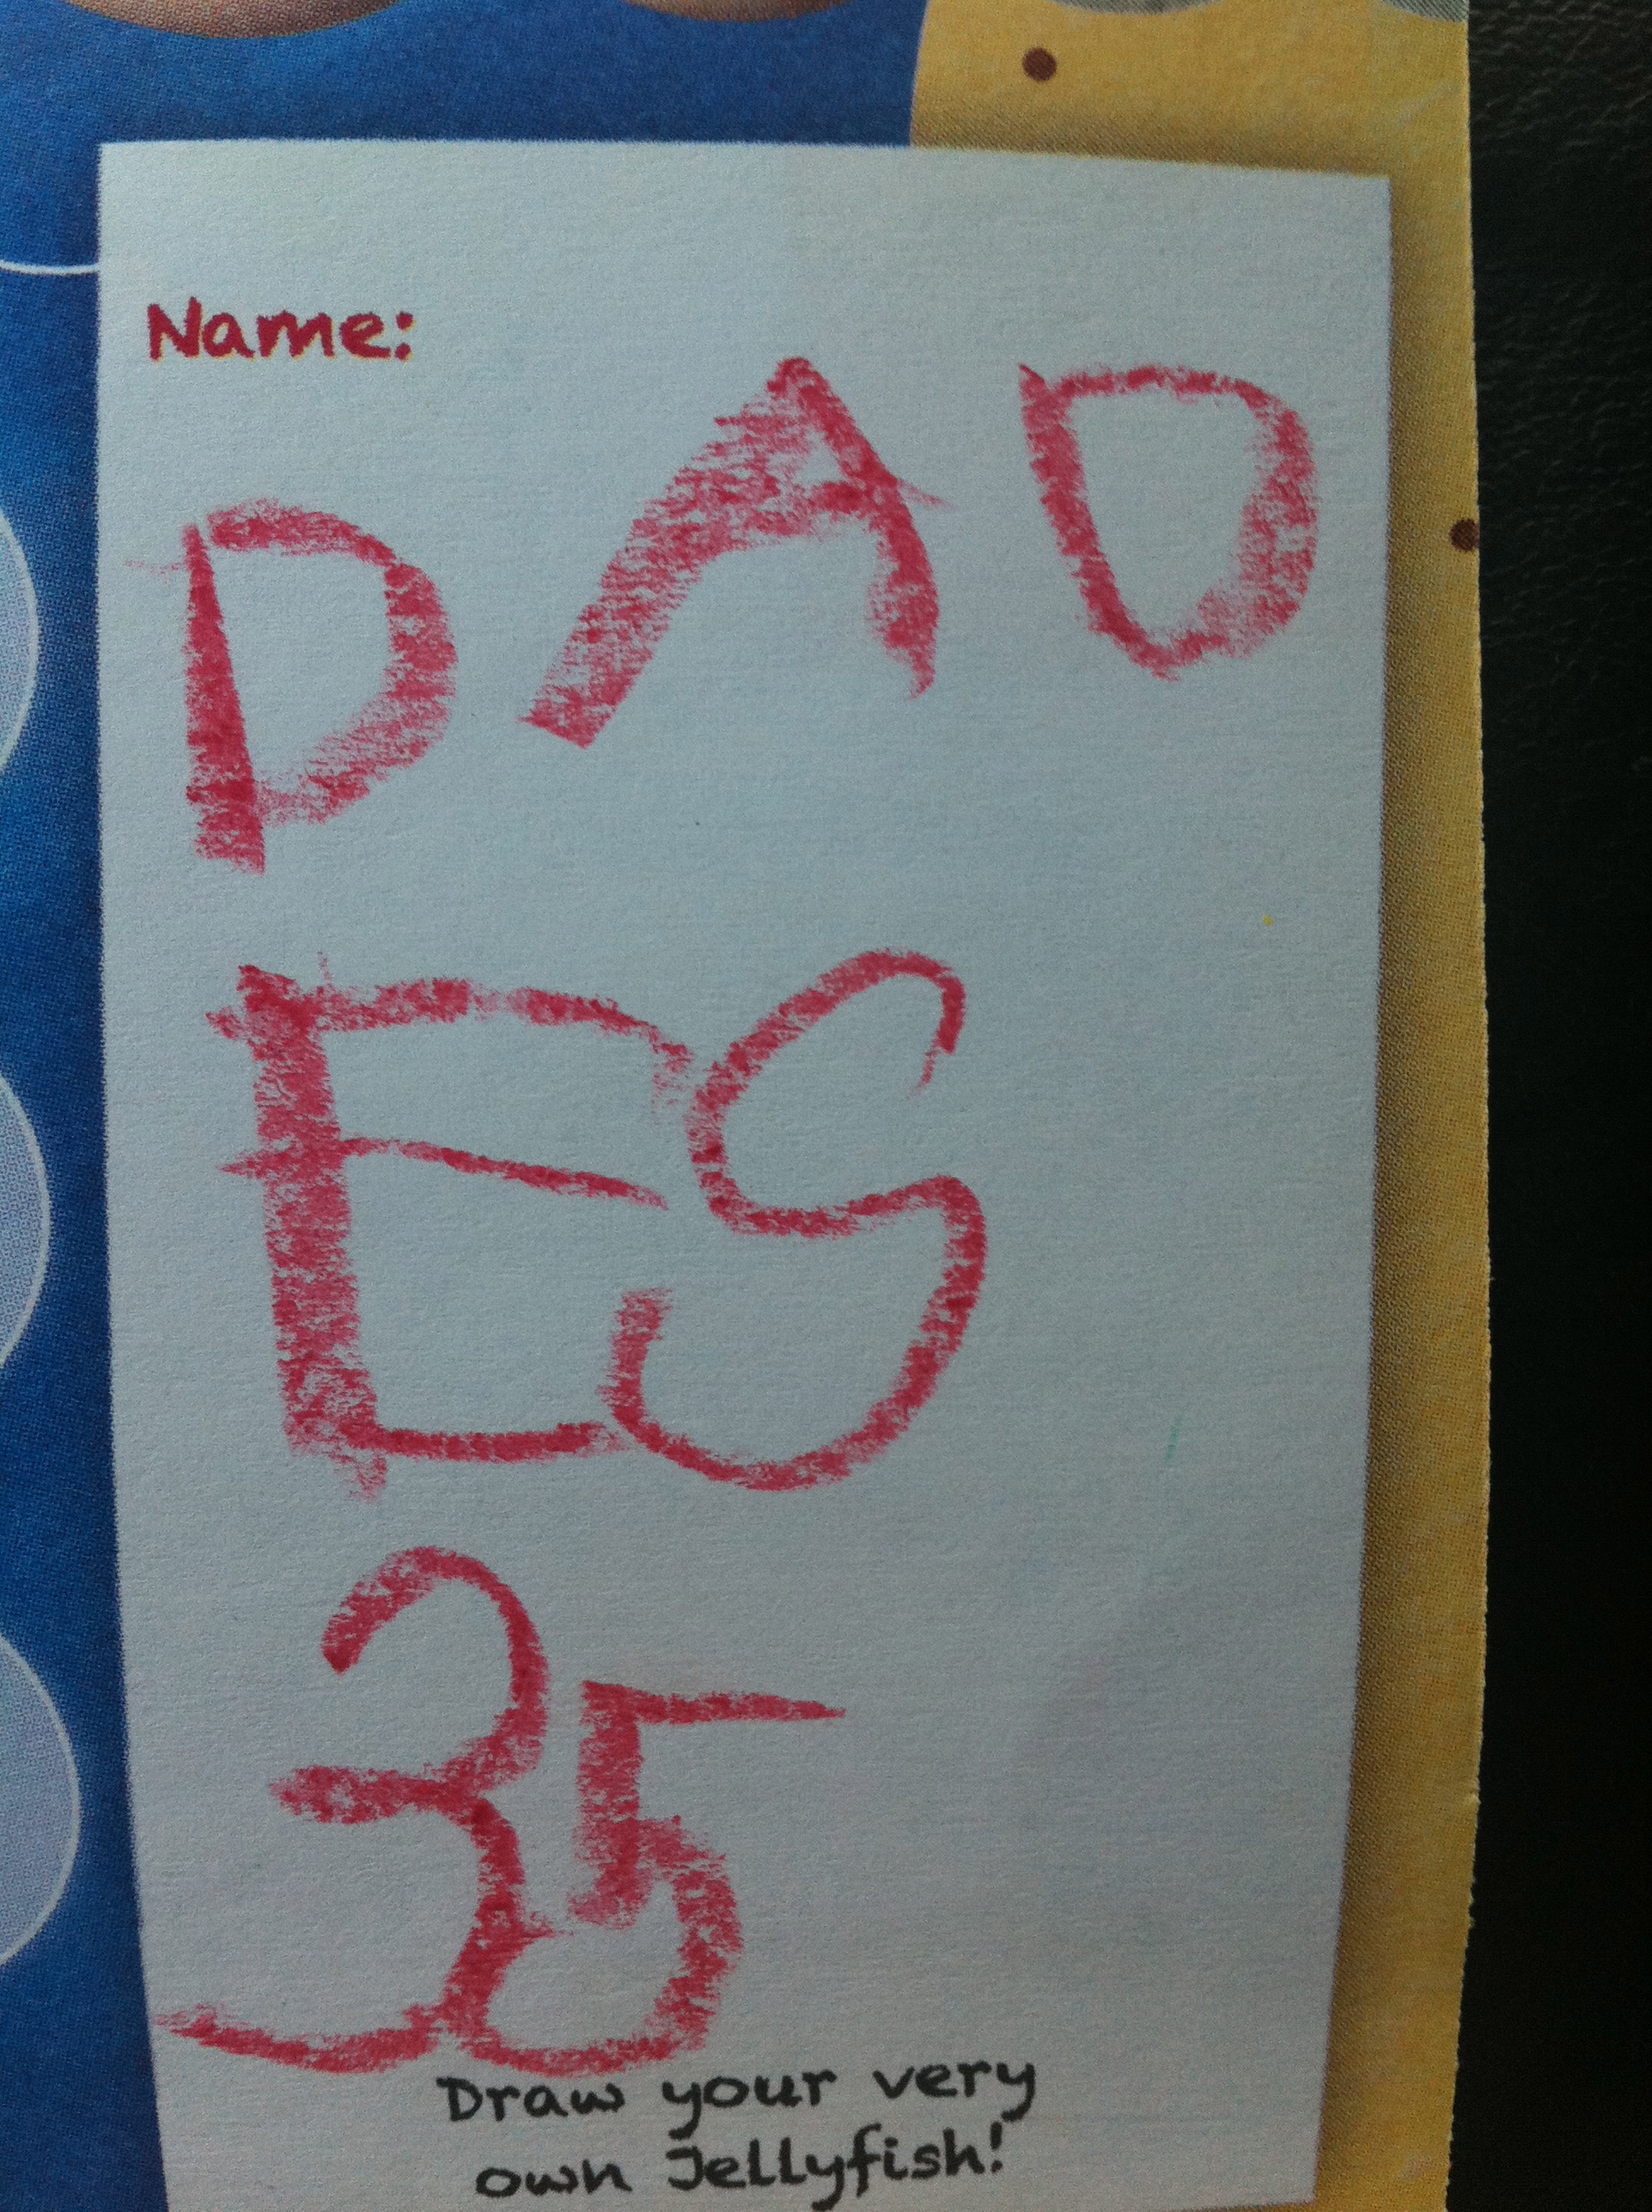 Name:
DAD
ES
35
Draw your very
own Jellyfish!